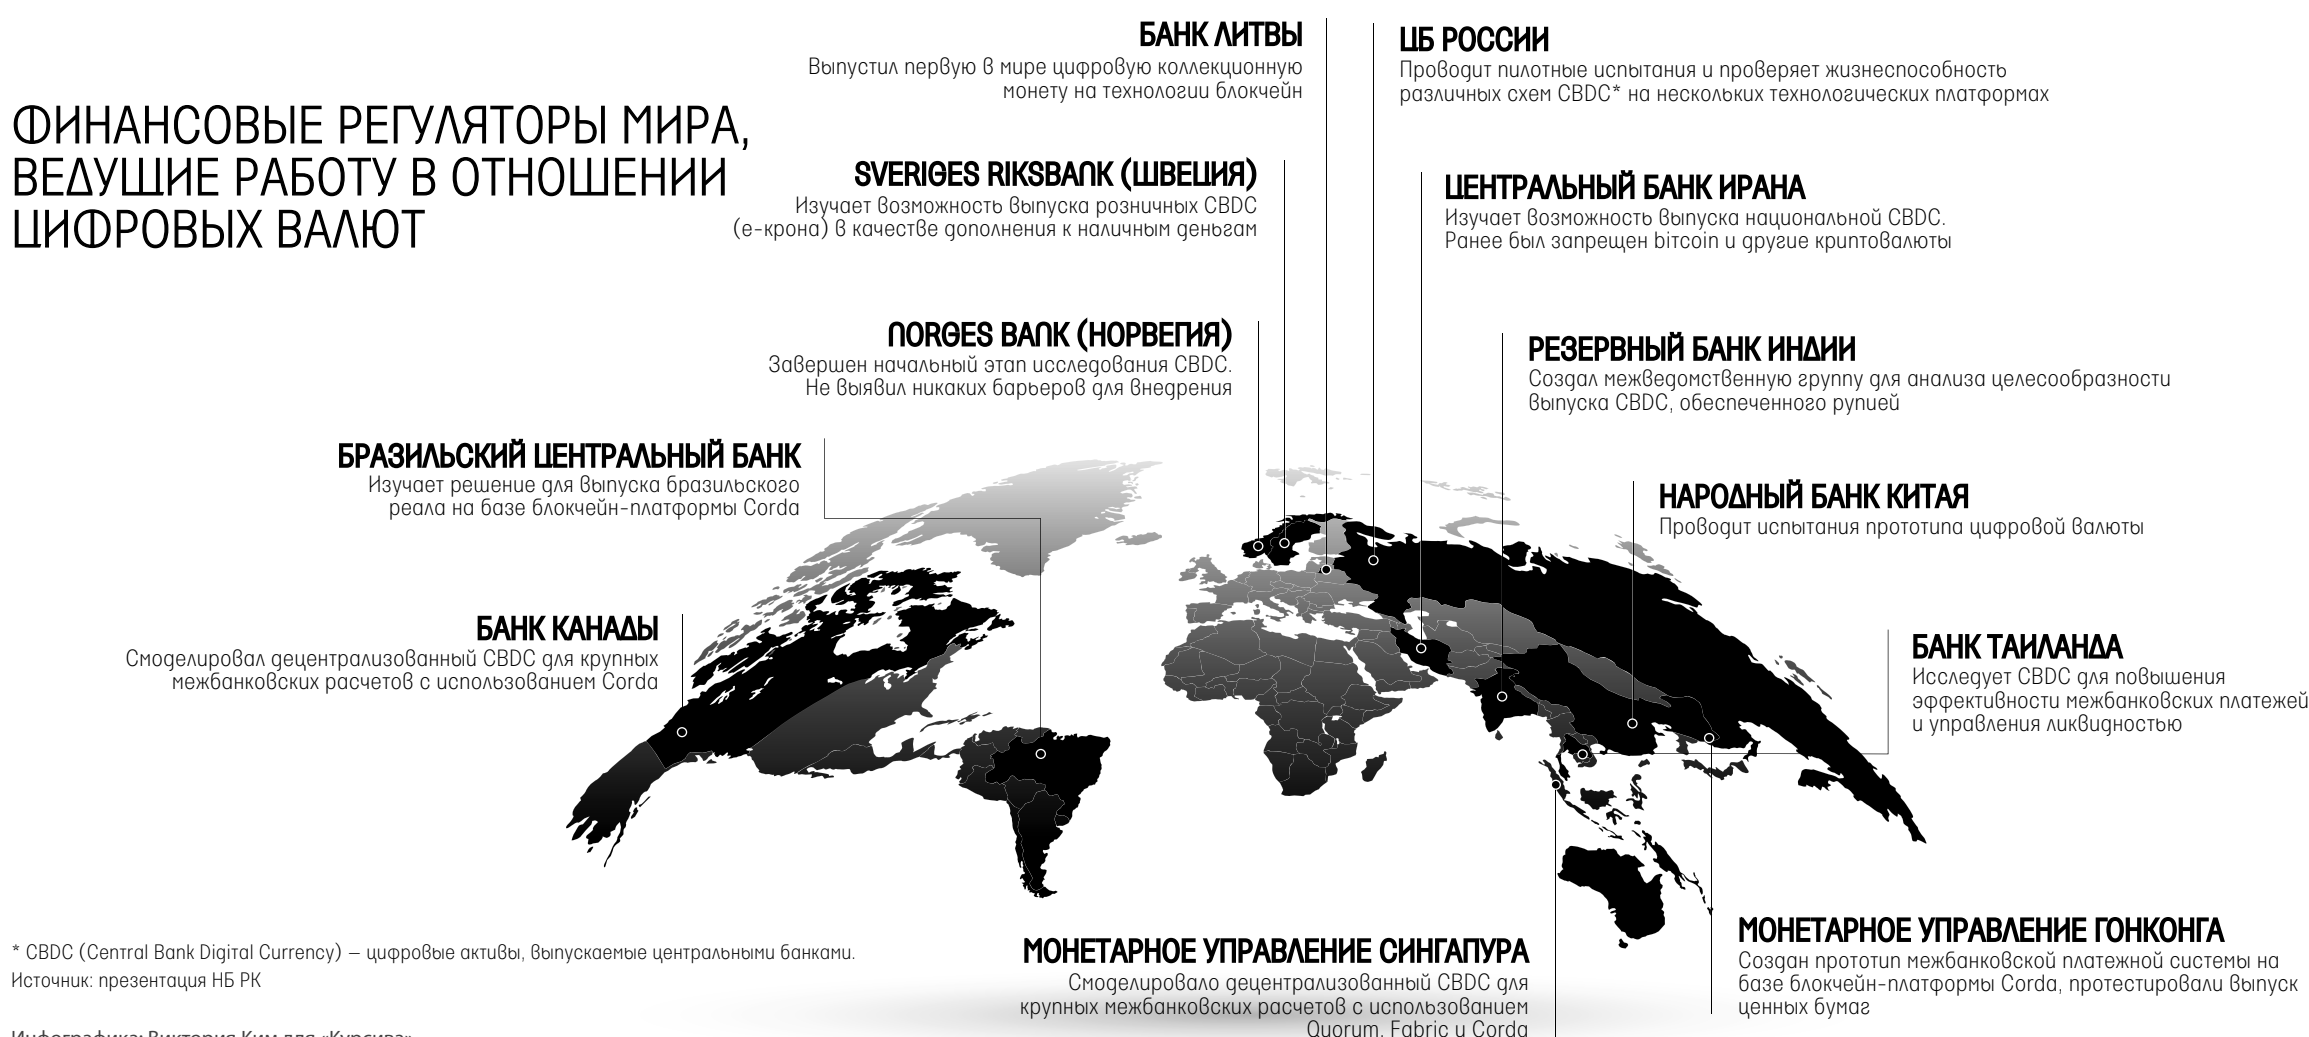 ФИНАНСОВЫЕ РЕГУЛЯТОРЫ МИРА,
ВЕДУЩИЕ РАБОТУ В ОТНОШЕНИИ
ЦИФРОВЫХ ВАЛЮТ
БАНК ЛИТВЫ
Выпустил первую в мире цифровую коллекционную
монету на технологии блокчейн
ЦБ РОССИИ
Проводит пилотные испытания и проверяет жизнеспособность
различных схем CBDC* на нескольких технологических платформах
SVERIGES RIKSBANK (ШВЕЦИЯ)
Изучает возможность выпуска розничных CBDC
(е-крона) в качестве дополнения к наличным деньгам
ЦЕНТРАЛЬНЫЙ БАНК ИРАНА
Изучает возможность выпуска национальной CBDC.
Ранее был запрещен bitcoin и другие криптовалюты
NORGES BANK (НОРВЕГИЯ)
Завершен начальный этап исследования CBDC.
Не выявил никаких барьеров для внедрения
РЕЗЕРВНЫЙ БАНК ИНДИИ
Создал межведомственную группу для анализа целесообразности
выпуска CBDC, обеспеченного рупией
БРАЗИЛЬСКИЙ ЦЕНТРАЛЬНЫЙ БАНК
Изучает решение для выпуска бразильского
реала на базе блокчейн-платформы Corda
НАРОДНЫЙ БАНК КИТАЯ
Проводит испытания прототипа цифровой валюты
БАНК КАНАДЫ
Смоделировал децентрализованный CBDC для крупных
межбанковских расчетов с использованием Corda
БАНК ТАИЛАНДА
Исследует CBDC для повышения
эффективности межбанковских платежей
и управления ликвидностью
МОНЕТАРНОЕ УПРАВЛЕНИЕ СИНГАПУРА
Смоделировало децентрализованный CBDC для
крупных межбанковских расчетов с использованием
Quorum, Fabric и Corda
МОНЕТАРНОЕ УПРАВЛЕНИЕ ГОНКОНГА
Создан прототип межбанковской платежной системы на
базе блокчейн-платформы Corda, протестировали выпуск
ценных бумаг
* CBDC (Central Bank Digital Currency) – цифровые активы, выпускаемые центральными банками.
Источник: презентация НБ РК
Инфографика: Виктория Ким для «Курсива»